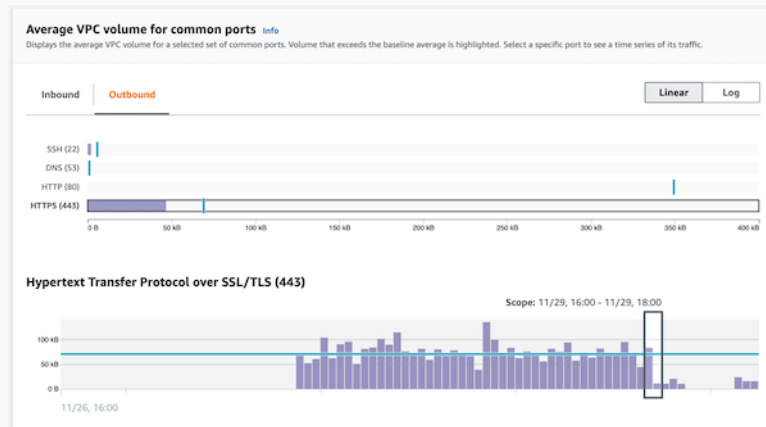 Average VPC volume for common ports Info
Displays the average VPC volume for a selected set of common ports. Volume that exceeds the baseline average is highlighted. Select a specific port to see a time series of its traffic.
Inbound Outbound Linear Log
SSH (22)
DNS (53)
HTTP (80)
HTTPS (443)
0 B 50 kB 100 kB 150 kB 200 kB 250 kB 300 kB 350 kB 400 kB
Hypertext Transfer Protocol over SSL/TLS (443)
Scope: 11/29, 16:00 - 11/29, 18:00
100 kB
50 kB
0 B
11/26, 16:00